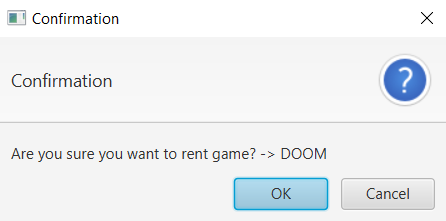 Confirmation
Confirmation
?
Are you sure you want to rent game? -> DOOM
OK Cancel